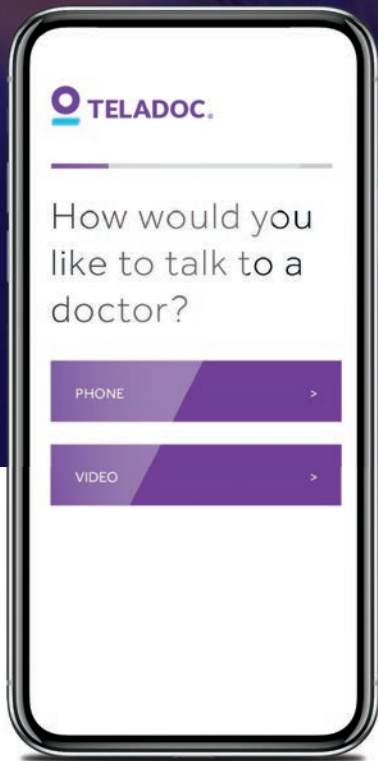 TELADOC®
How would you
like to talk to a
doctor?
PHONE >
VIDEO >